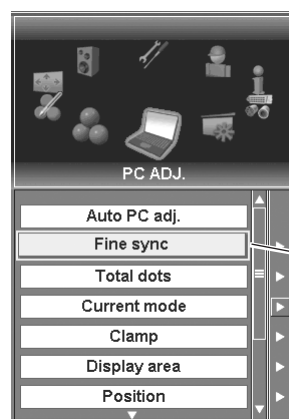 PC ADJ.
Auto PC adj.
Fine sync
Total dots
Current mode
Clamp
Display area
Position